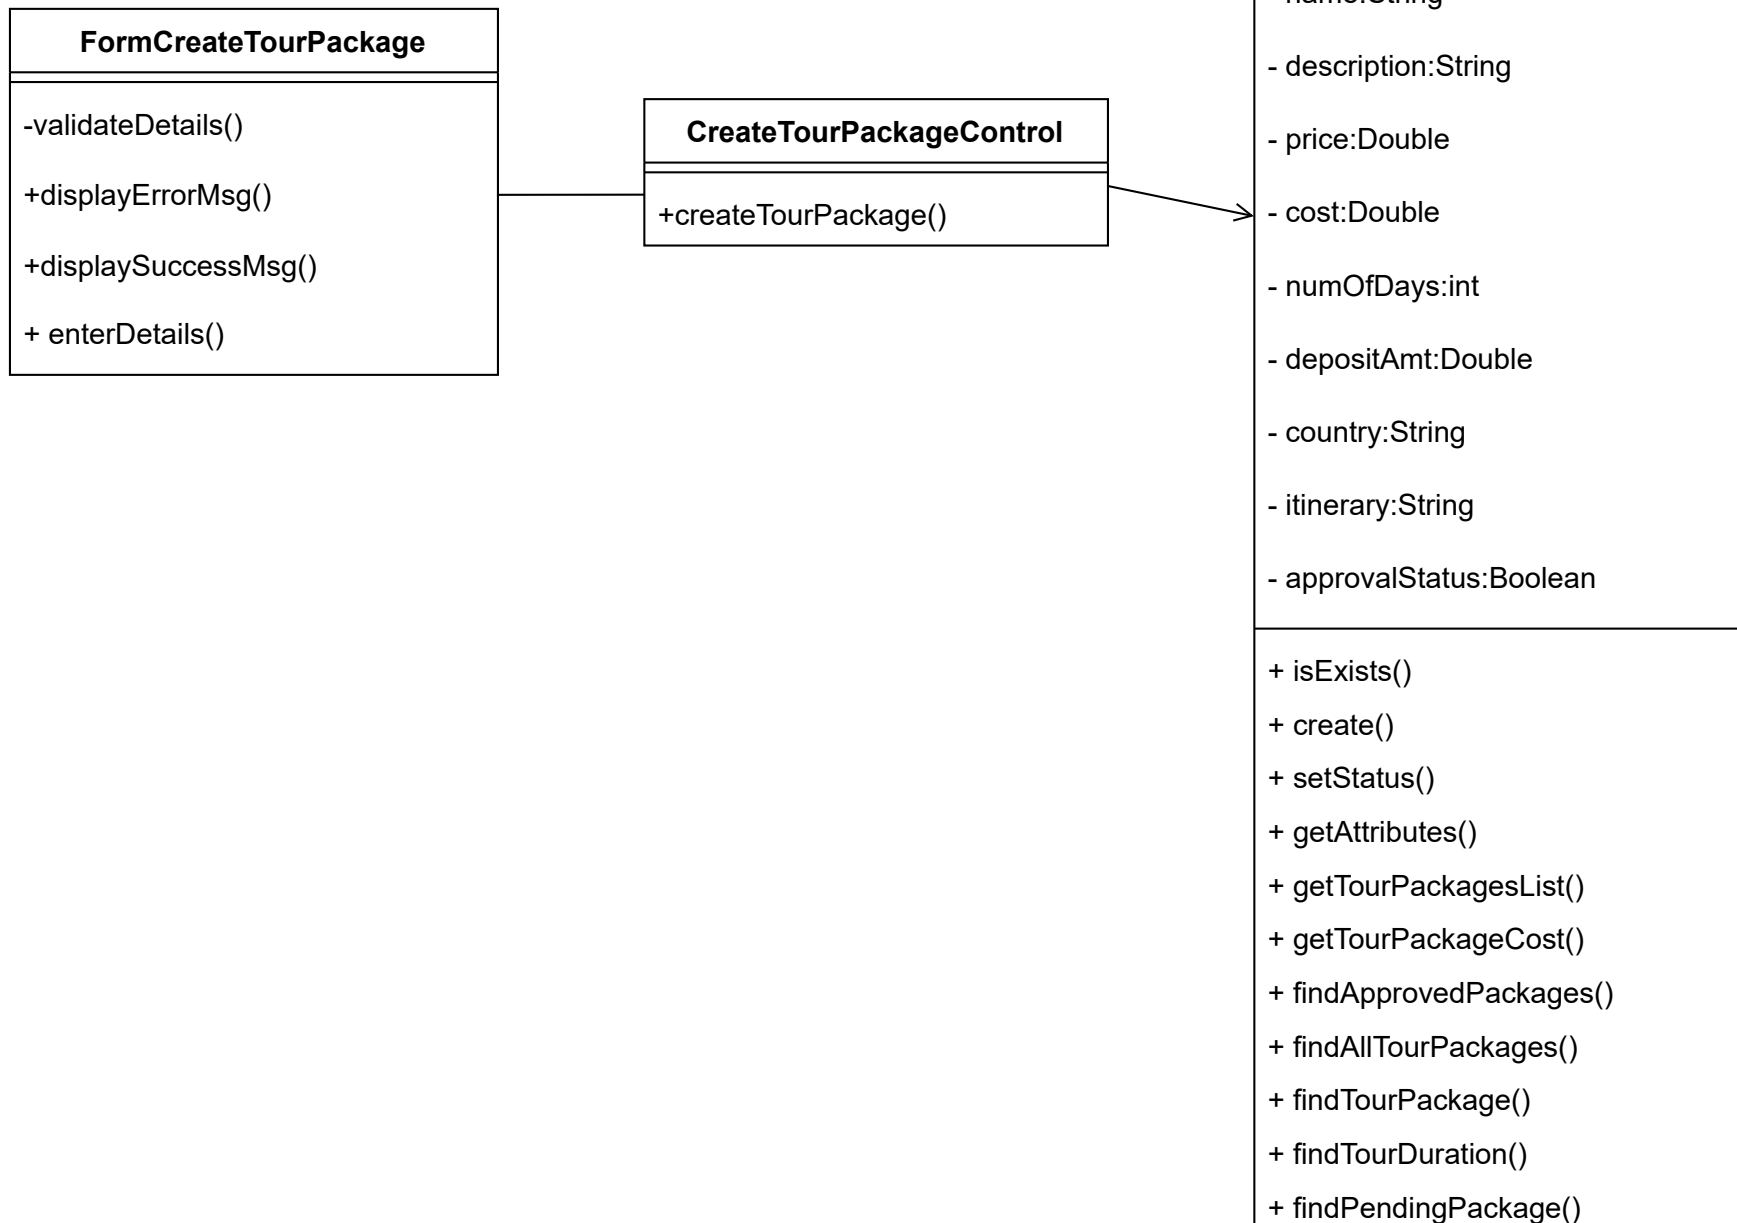 FormCreateTourPackage
-validateDetails()
+displayErrorMsg()
+displaySuccessMsg()
+ enterDetails()
CreateTourPackageControl
+createTourPackage()
- description:String
- price:Double
- cost:Double
- numOfDays:int
- depositAmt:Double
- country:String
- itinerary:String
- approvalStatus:Boolean
+ isExists()
+ create()
+ setStatus()
+ getAttributes()
+ getTourPackagesList()
+ getTourPackageCost()
+ findApprovedPackages()
+ findAllTourPackages()
+ findTourPackage()
+ findTourDuration()
+ findPendingPackage()